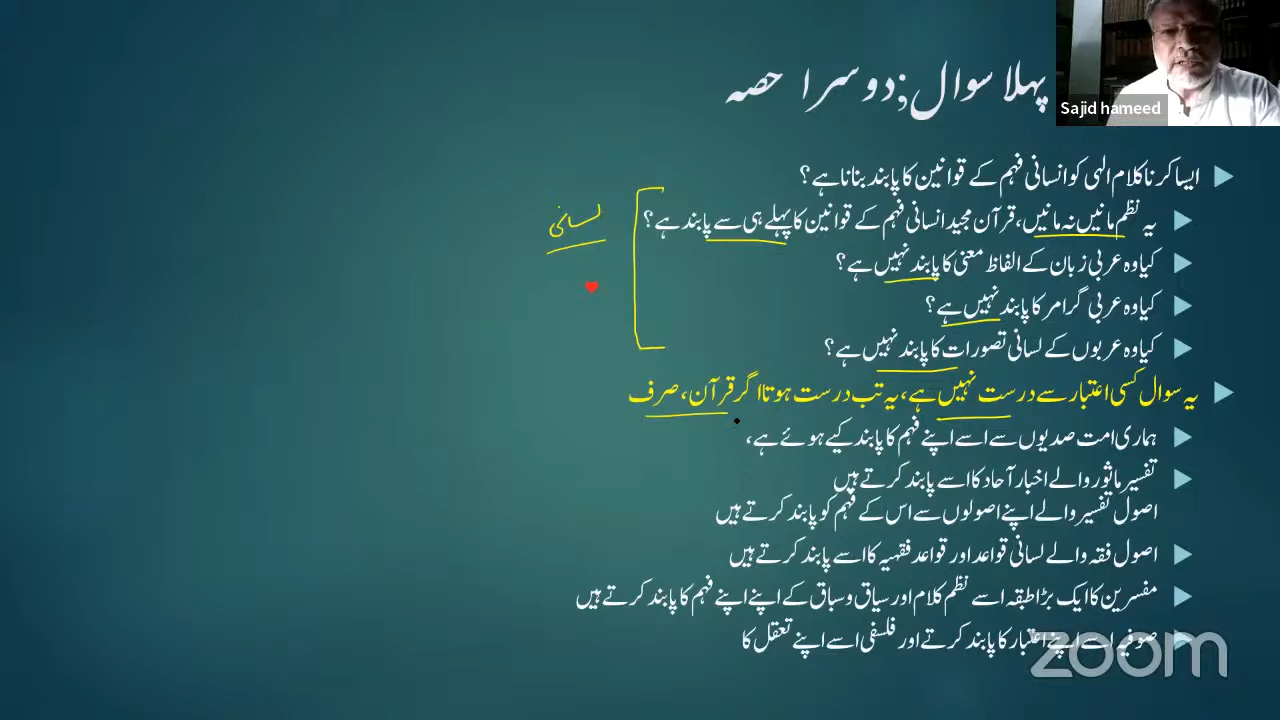 پہلا سوال: دوسرا حصہ
Sajid hameed
ایسا کرنا کلام الہی کو انسانی فہم کے قوانین کا پابند بنانا ہے؟
یہ نظم مانیں نہ مانیں، قرآن مجید انسانی فہم کے قوانین کا پہلے ہی سے پابند ہے؟
لسانی
کیا وہ عربی زبان کے الفاظ معنی کا پابند نہیں ہے؟
کیا وہ عربی گرامر کا پابند نہیں ہے؟
کیا وہ عربوں کے لسانی تصورات کا پابند نہیں ہے؟
یہ سوال کسی اعتبار سے درست نہیں ہے، یہ تب درست ہوتا اگر قرآن، صرف
ہماری امت صدیوں سے اسے اپنے فہم کا پابند کیے ہوئے ہے،
تفسیر ماثور والے اخبار آحاد کا اسے پابند کرتے ہیں
اصول تفسیر والے اپنے اصولوں سے اس کے فہم کو پابند کرتے ہیں
اصول فقہ والے لسانی قواعد اور قواعد فقہیہ کا اسے پابند کرتے ہیں
مفسرین کا ایک بڑا طبقہ اسے نظم کلام اور سیاق و سباق کے اپنے اپنے فہم کا پابند کرتے ہیں
صوفیہ اسے اپنے اعتبار کا پابند کرتے اور فلسفی اسے اپنے تعقل کا
zoom